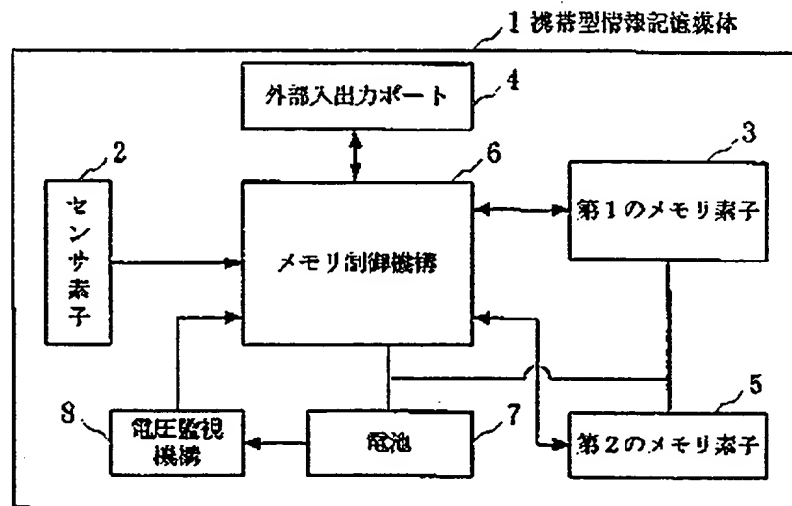 1 携帯型情報記憶媒体
外部入出力ポート
4
2
6
3
センサ素子
メモリ制御機構
第1のメモリ素子
8
電圧監視
機構
電池
7
5
第2のメモリ素子